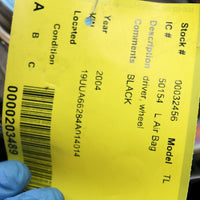 Stock# 00032456 Model TL
IC # 50154 L Air Bag
Description driver, wheel
Comments BLACK
Year 2004
Vin 19UUA66284A014014
Located
Condition
A B C
0000203489